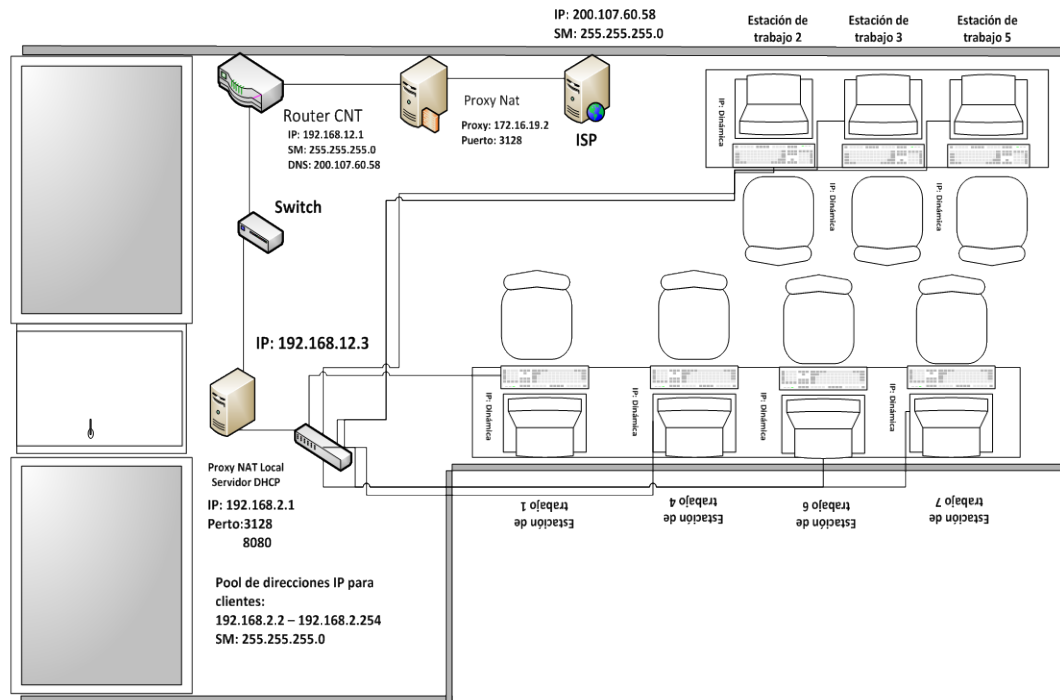 IP: 200.107.60.58
SM: 255.255.255.0
Estación de
trabajo 2
Estación de
trabajo 3
Estación de
trabajo 5
Router CNT
IP: 192.168.12.1
SM: 255.255.255.0
DNS: 200.107.60.58
Proxy Nat
Proxy: 172.16.19.2
Puerto: 3128
ISP
IP: Dinámica
IP: Dinámica
IP: Dinámica
Switch
IP: 192.168.12.3
IP: Dinámica
IP: Dinámica
IP: Dinámica
IP: Dinámica
Proxy NAT Local
Servidor DHCP
IP: 192.168.2.1
Perto:3128
8080
Estación de
trabajo 1
Estación de
trabajo 4
Estación de
trabajo 6
Estación de
trabajo 7
Pool de direcciones IP para
clientes:
192.168.2.2 – 192.168.2.254
SM: 255.255.255.0